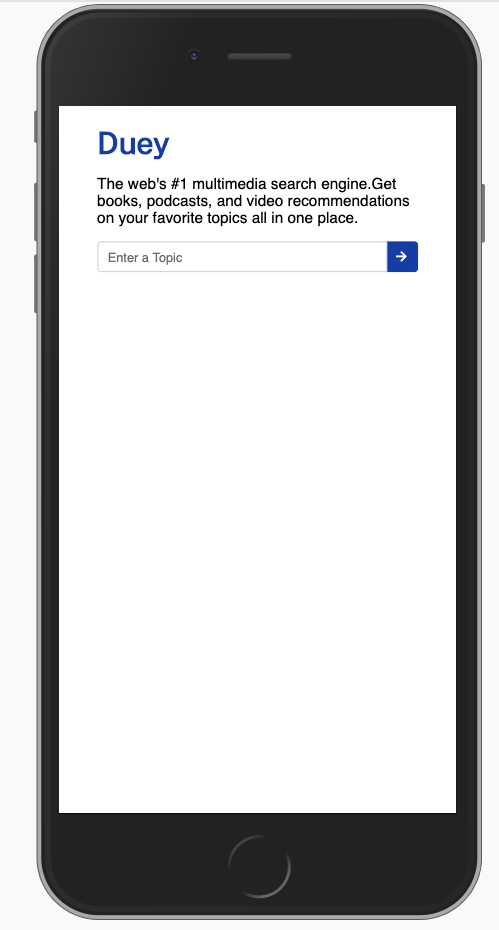 Duey
The web's #1 multimedia search engine.Get
books, podcasts, and video recommendations
on your favorite topics all in one place.
Enter a Topic